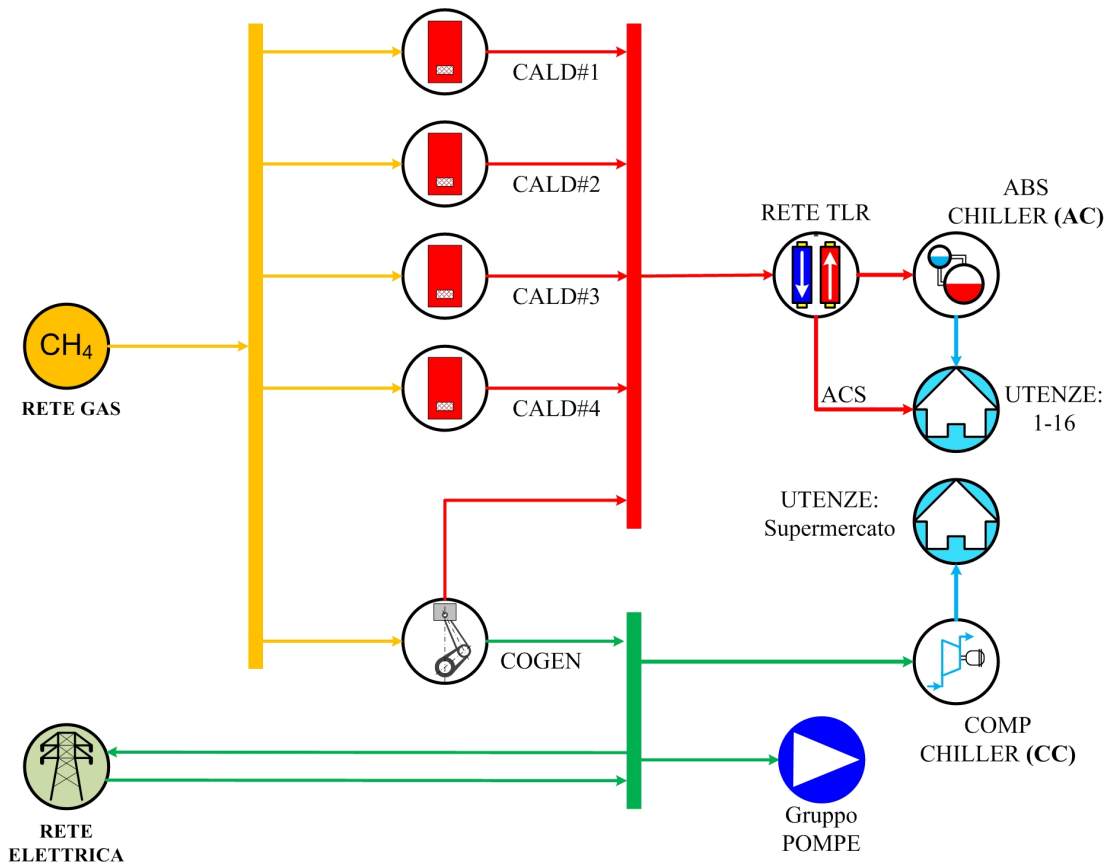 CALD#1
CALD#2
CALD#3
CALD#4
CH4
RETE GAS
RETE TLR
ABS
CHILLER (AC)
ACS
UTENZE:
1-16
UTENZE:
Supermercato
COGEN
COMP
CHILLER (CC)
Gruppo
POMPE
RETE
ELETTRICA